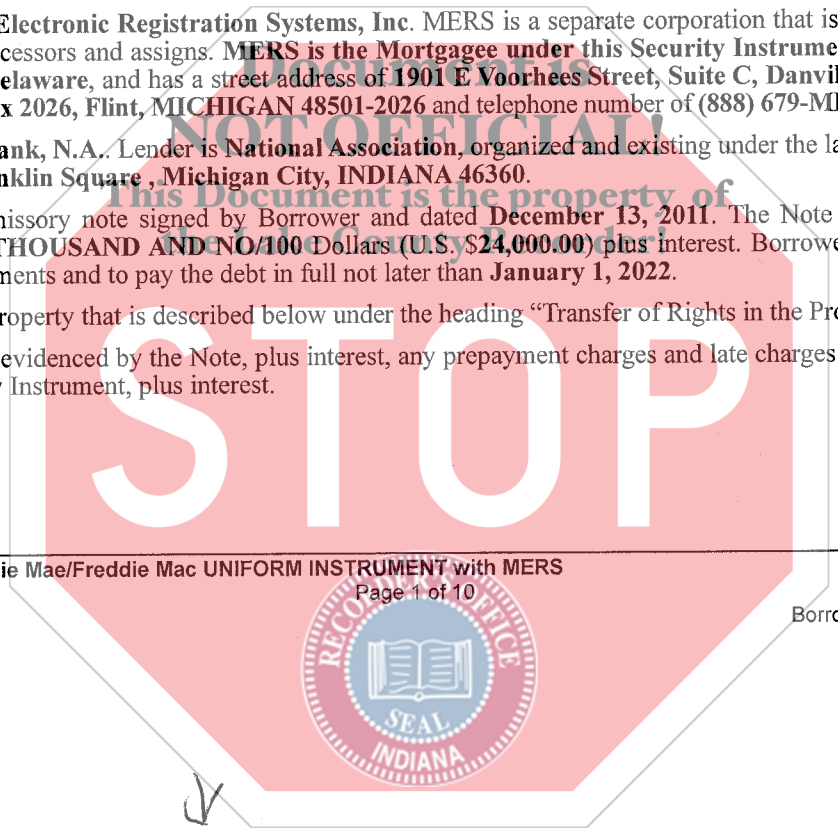 Electronic Registration Systems, Inc. MERS is a separate corporation that is
cessors and assigns. MERS is the Mortgagee under this Security Instrume
elaware, and has a street address of 1901 E Voorhees Street, Suite C, Danvil
x 2026, Flint, MICHIGAN 48501-2026 and telephone number of (888) 679-MI
Document is
NOT OFFICIAL!
This Document is the property of
the Lake County Recorder!
ank, N.A.. Lender is National Association, organized and existing under the la
nklin Square , Michigan City, INDIANA 46360.
nissory note signed by Borrower and dated December 13, 2011. The Note
THOUSAND AND NO/100 Dollars (U.S. $24,000.00) plus interest. Borrowe
ments and to pay the debt in full not later than January 1, 2022.
roperty that is described below under the heading “Transfer of Rights in the Pro
evidenced by the Note, plus interest, any prepayment charges and late charges
Instrument, plus interest.
STOP
ie Mae/Freddie Mac UNIFORM INSTRUMENT with MERS
Page 1 of 10
Borro
RECORDER'S OFFICE
SEAL
INDIANA